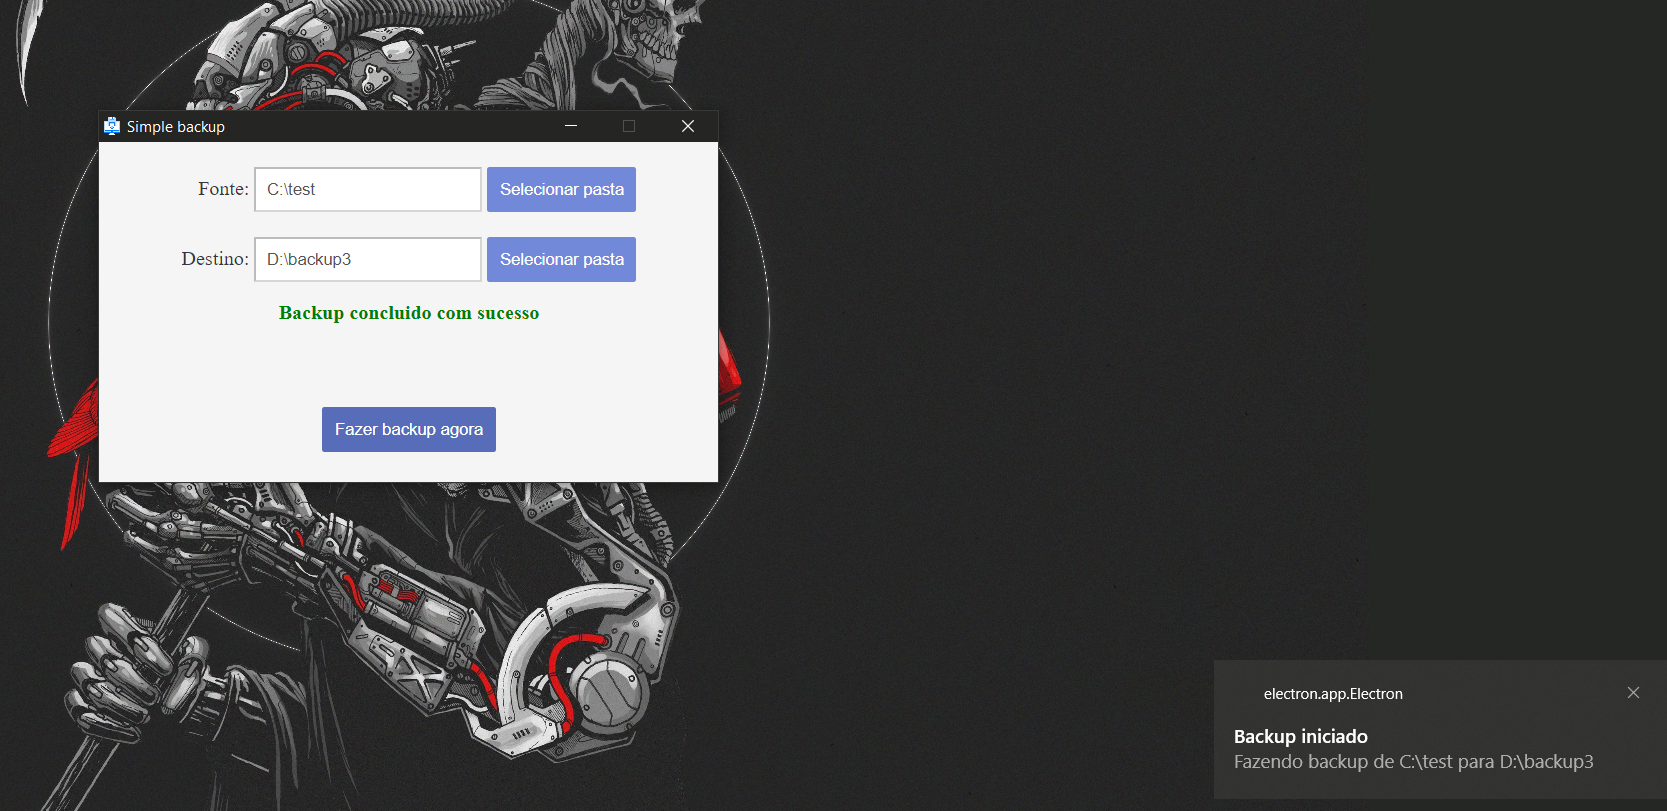 Simple backup
Fonte: C:\test Selecionar pasta
Destino: D:\backup3 Selecionar pasta
Backup concluido com sucesso
Fazer backup agora
electron.app.Electron
Backup iniciado
Fazendo backup de C:\test para D:\backup3